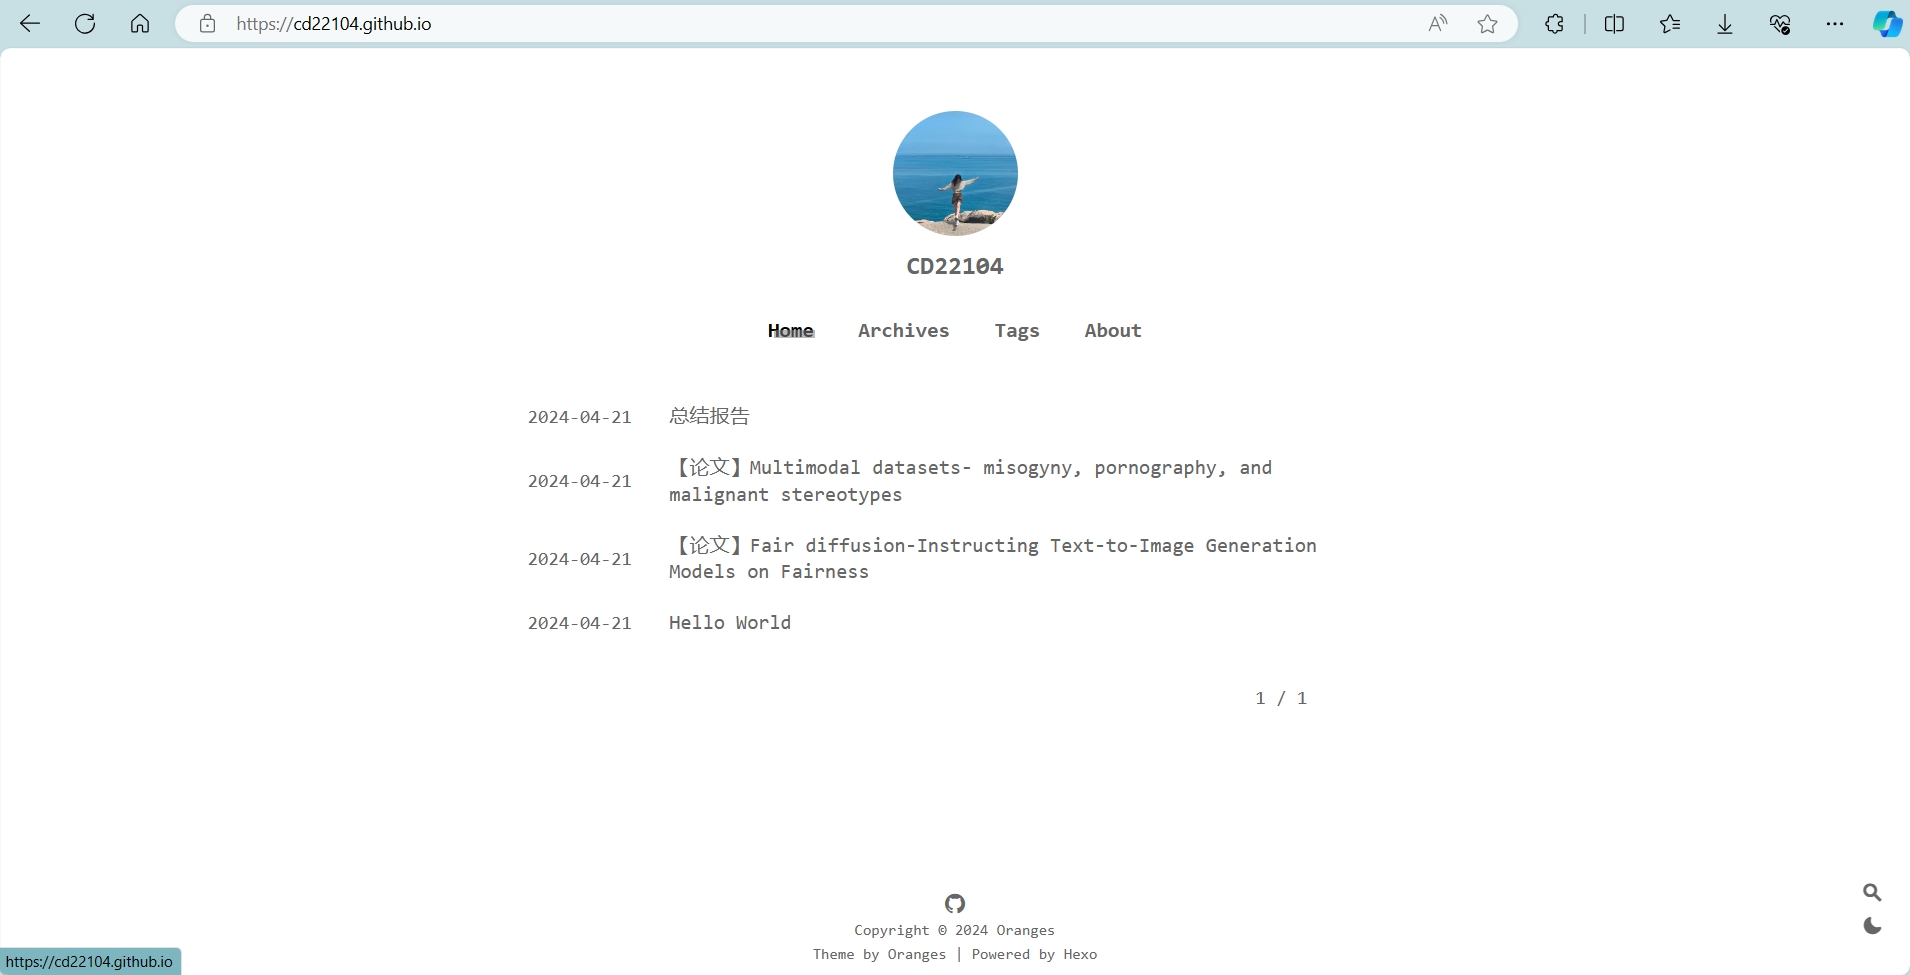 https://cd22104.github.io
CD22104
Home Archives Tags About
2024-04-21 总结报告
2024-04-21 【论文】Multimodal datasets- misogyny, pornography, and
malignant stereotypes
2024-04-21 【论文】Fair diffusion-Instructing Text-to-Image Generation
Models on Fairness
2024-04-21 Hello World
1 / 1
Copyright © 2024 Oranges
Theme by Oranges | Powered by Hexo
https://cd22104.github.io